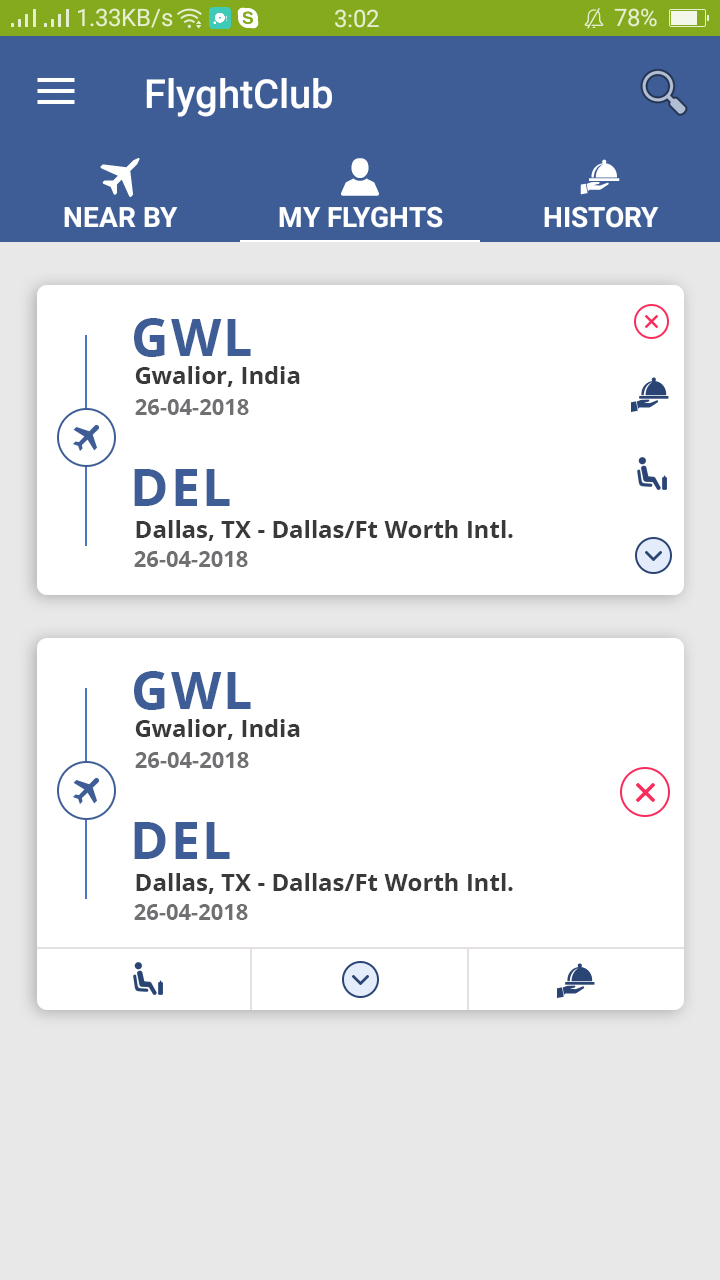 1.33KB/s S 3:02 78%
FlyghtClub
NEAR BY MY FLYGHTS HISTORY
GWL
Gwalior, India
26-04-2018
DEL
Dallas, TX - Dallas/Ft Worth Intl.
26-04-2018
GWL
Gwalior, India
26-04-2018
DEL
Dallas, TX - Dallas/Ft Worth Intl.
26-04-2018